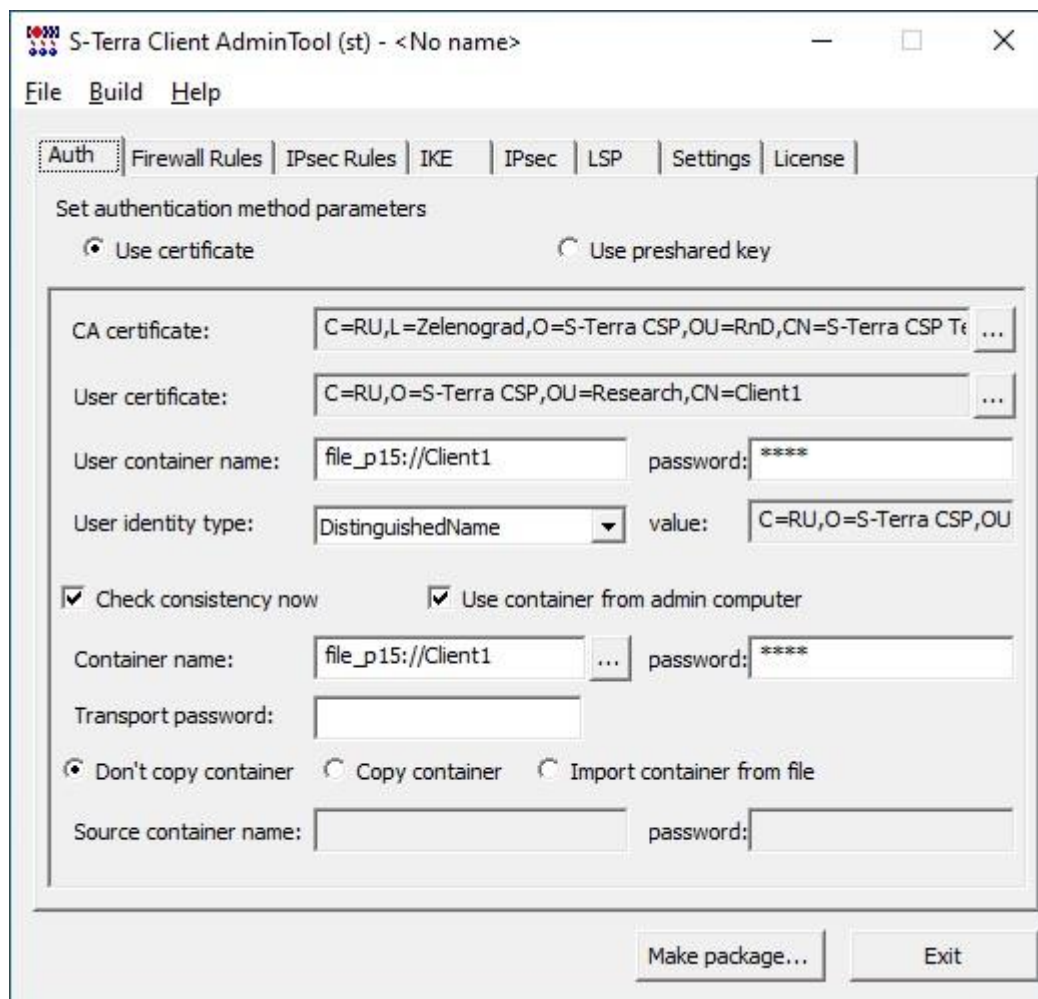 S-Terra Client AdminTool (st) - <No name>
File Build Help
Auth Firewall Rules IPsec Rules IKE IPsec LSP Settings License
Set authentication method parameters
Use certificate Use preshared key
CA certificate: C=RU,L=Zelenograd,O=S-Terra CSP,OU=RnD,CN=S-Terra CSP Te ...
User certificate: C=RU,O=S-Terra CSP,OU=Research,CN=Client1 ...
User container name: file_p15://Client1 password: ****
User identity type: DistinguishedName value: C=RU,O=S-Terra CSP,OU
Check consistency now Use container from admin computer
Container name: file_p15://Client1 ... password: ****
Transport password:
Don't copy container Copy container Import container from file
Source container name: password:
Make package... Exit